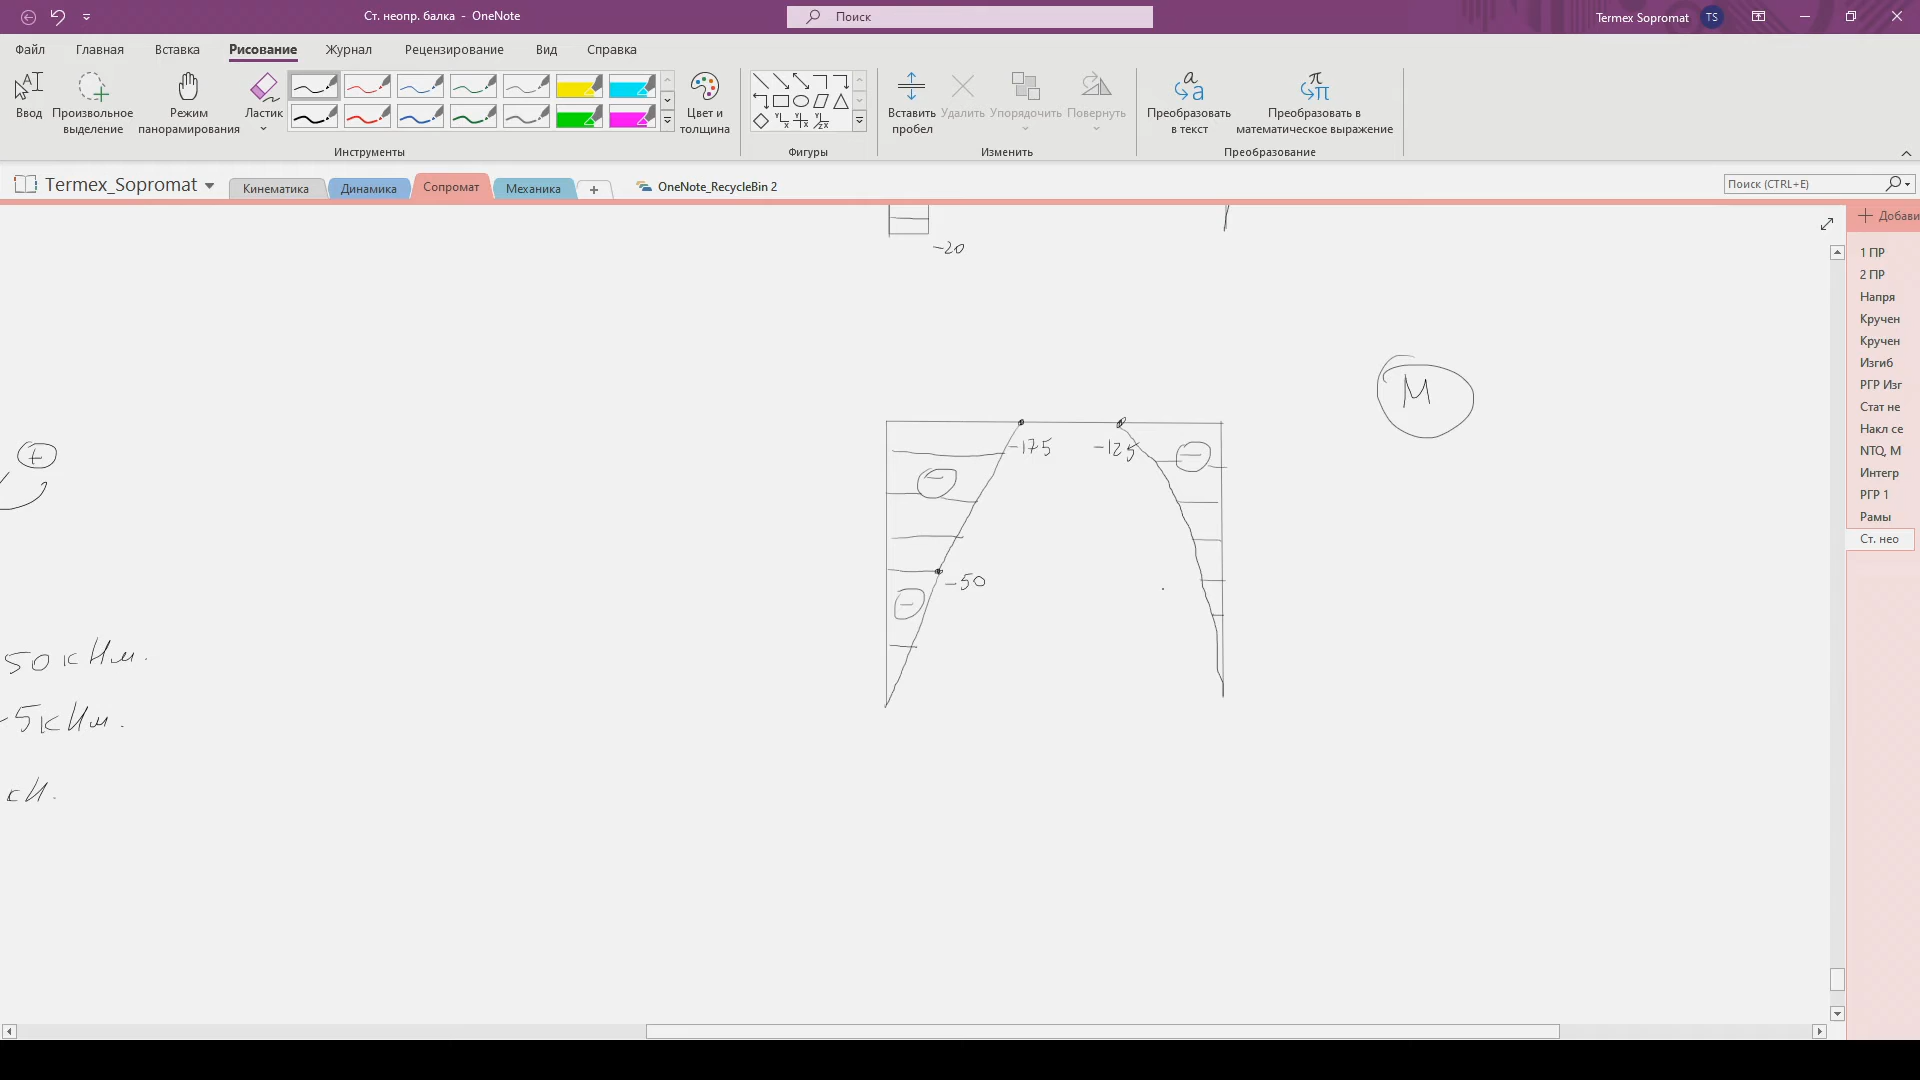 Ст. неопр. балка - OneNote
Поиск
Termex Sopromat
TS
Файл
Главная
Вставка
Рисование
Журнал
Рецензирование
Вид
Справка
Ввод
Произвольное выделение
Режим панорамирования
Ластик
Цвет и толщина
Вставить пробел
Удалить
Упорядочить
Повернуть
Преобразовать в текст
Преобразовать в математическое выражение
Инструменты
Фигуры
Изменить
Преобразование
Termex_Sopromat
Кинематика
Динамика
Сопромат
Механика
OneNote_RecycleBin 2
Поиск (CTRL+E)
Добави
1 ПР
2 ПР
Напря
Кручен
Кручен
Изгиб
РГР Изг
Стат не
Накл се
NTQ, M
Интегр
РГР 1
Рамы
Ст. нео
-20
M
+
-175
-125
-
-
-50
-
50 кНм.
-5кНм.
кН.